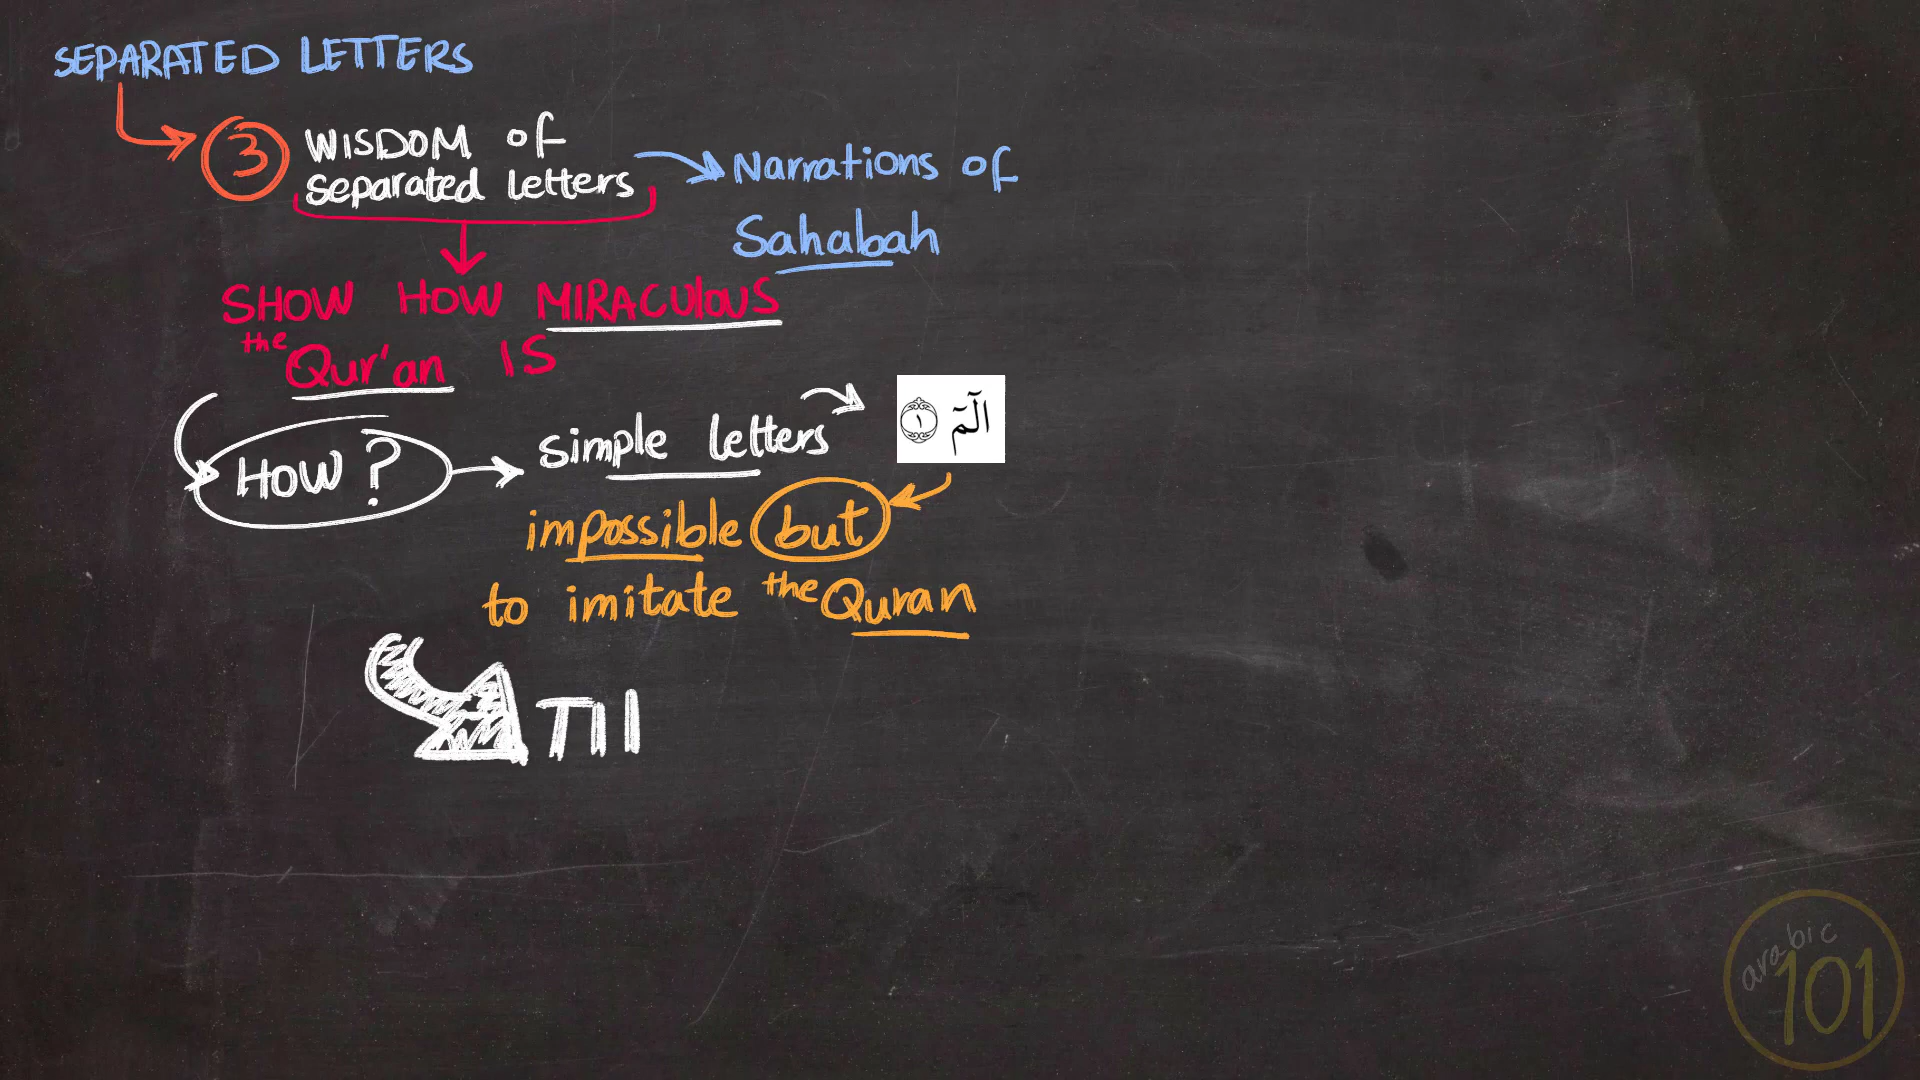 SEPARATED LETTERS
3 WISDOM of
separated letters
Narrations of
Sahabah
SHOW HOW MIRACULOUS
the Qur'an IS
HOW ?
simple letters
الٓمٓ ١
impossible but
to imitate the Quran
arabic
101